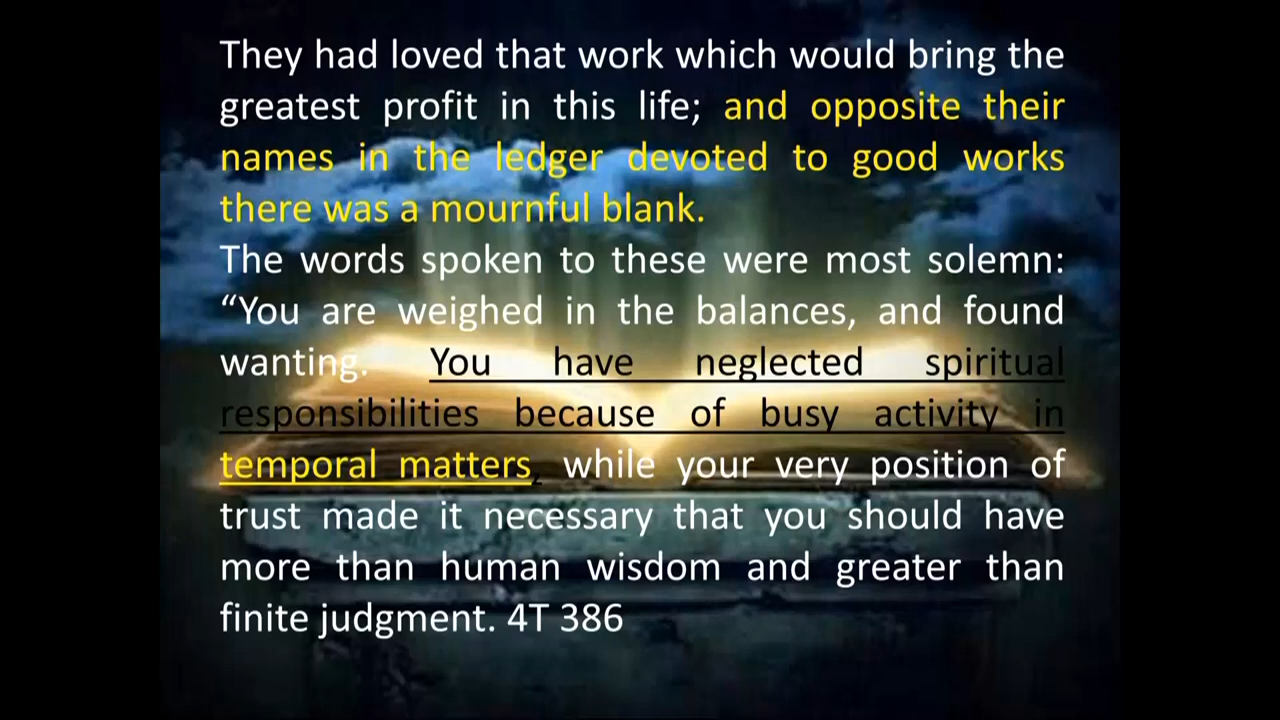 They had loved that work which would bring the
greatest profit in this life; and opposite their
names in the ledger devoted to good works
there was a mournful blank.
The words spoken to these were most solemn:
“You are weighed in the balances, and found
wanting. You have neglected spiritual
responsibilities because of busy activity in
temporal matters, while your very position of
trust made it necessary that you should have
more than human wisdom and greater than
finite judgment. 4T 386